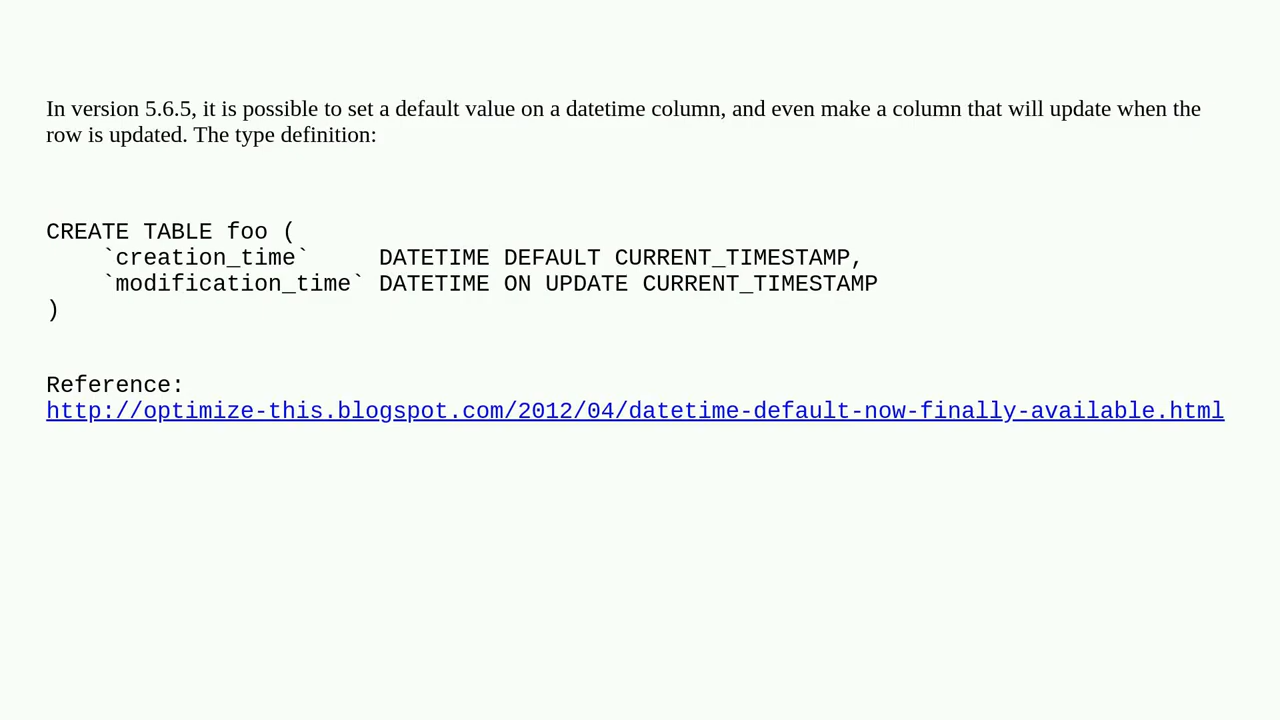 In version 5.6.5, it is possible to set a default value on a datetime column, and even make a column that will update when the
row is updated. The type definition:
CREATE TABLE foo (
    `creation_time`     DATETIME DEFAULT CURRENT_TIMESTAMP,
    `modification_time` DATETIME ON UPDATE CURRENT_TIMESTAMP
)
Reference:
http://optimize-this.blogspot.com/2012/04/datetime-default-now-finally-available.html